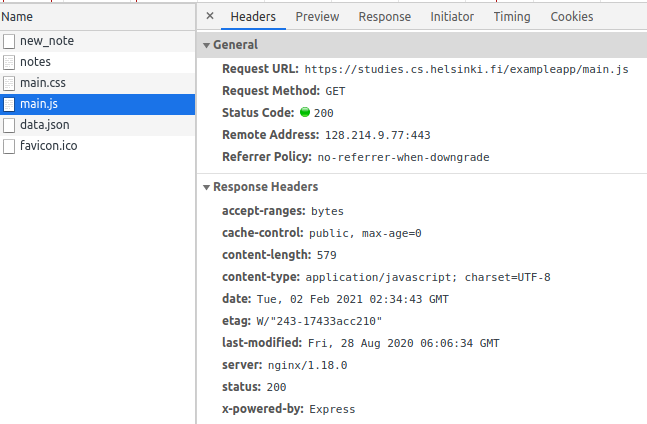 Name
new_note
notes
main.css
main.js
data.json
favicon.ico
× Headers Preview Response Initiator Timing Cookies
General
Request URL: https://studies.cs.helsinki.fi/exampleapp/main.js
Request Method: GET
Status Code: 200
Remote Address: 128.214.9.77:443
Referrer Policy: no-referrer-when-downgrade
Response Headers
accept-ranges: bytes
cache-control: public, max-age=0
content-length: 579
content-type: application/javascript; charset=UTF-8
date: Tue, 02 Feb 2021 02:34:43 GMT
etag: W/"243-17433acc210"
last-modified: Fri, 28 Aug 2020 06:06:34 GMT
server: nginx/1.18.0
status: 200
x-powered-by: Express